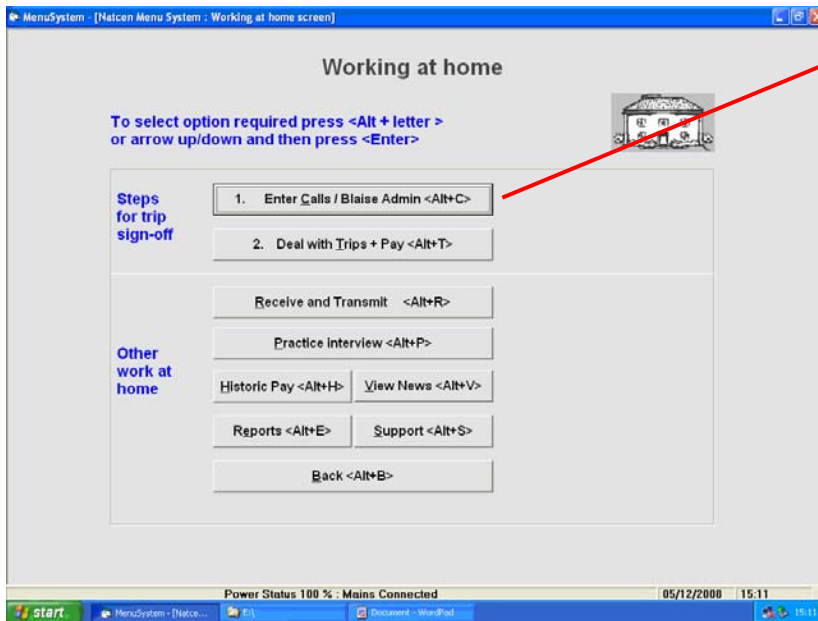 MenuSystem - [Natcen Menu System : Working at home screen]
Working at home
To select option required press <Alt + letter >
or arrow up/down and then press <Enter>
Steps
for trip
sign-off
1. Enter Calls / Blaise Admin <Alt+C>
2. Deal with Trips + Pay <Alt+T>
Other
work at
home
Receive and Transmit <Alt+R>
Practice interview <Alt+P>
Historic Pay <Alt+H> View News <Alt+V>
Reports <Alt+E> Support <Alt+S>
Back <Alt+B>
Power Status 100 % : Mains Connected 05/12/2008 15:11
start MenuSystem - [Natce... E:\ Document - WordPad 15:11